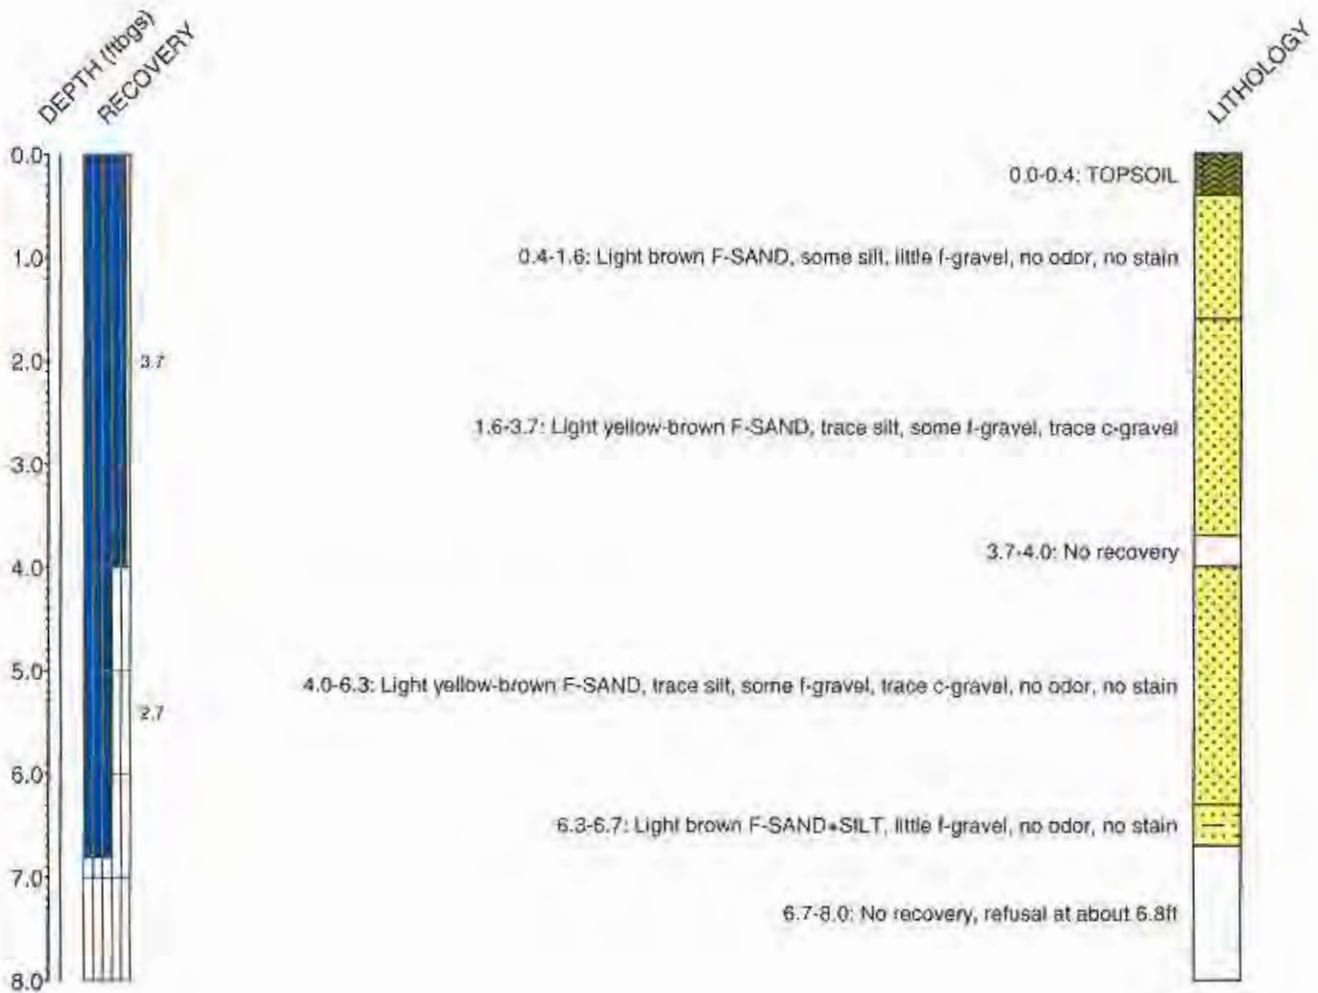 DEPTH (ftbgs)
RECOVERY
LITHOLOGY
0.0
0.0-0.4: TOPSOIL
1.0
0.4-1.6: Light brown F-SAND, some silt, little f-gravel, no odor, no stain
2.0
3.7
1.6-3.7: Light yellow-brown F-SAND, trace silt, some f-gravel, trace c-gravel
3.0
3.7-4.0: No recovery
4.0
5.0
4.0-6.3: Light yellow-brown F-SAND, trace silt, some f-gravel, trace c-gravel, no odor, no stain
2.7
6.0
6.3-6.7: Light brown F-SAND+SILT, little f-gravel, no odor, no stain
7.0
6.7-8.0: No recovery, refusal at about 6.8ft
8.0